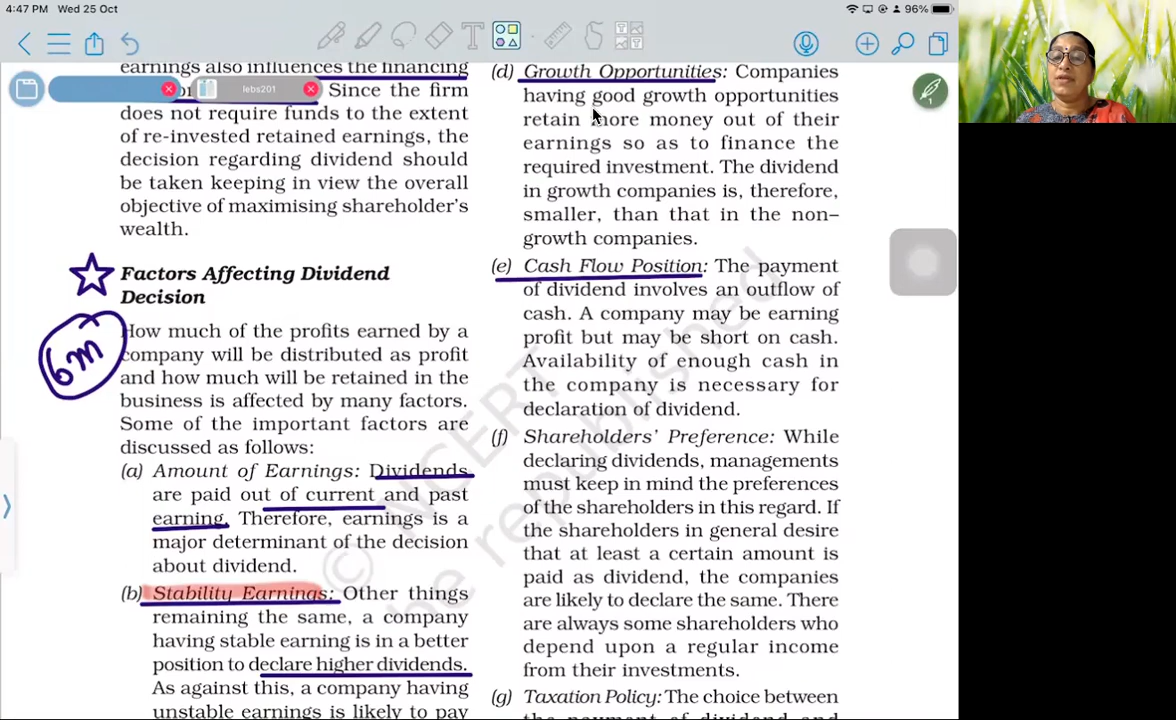 4:47 PM Wed 25 Oct
96%
lebs201
earnings also influences the financing
Since the firm
does not require funds to the extent
of re-invested retained earnings, the
decision regarding dividend should
be taken keeping in view the overall
objective of maximising shareholder's
wealth.
Factors Affecting Dividend
Decision
6m
How much of the profits earned by a
company will be distributed as profit
and how much will be retained in the
business is affected by many factors.
Some of the important factors are
discussed as follows:
(a) Amount of Earnings: Dividends
are paid out of current and past
earning. Therefore, earnings is a
major determinant of the decision
about dividend.
(b) Stability Earnings: Other things
remaining the same, a company
having stable earning is in a better
position to declare higher dividends.
As against this, a company having
unstable earnings is likely to pay
(d) Growth Opportunities: Companies
having good growth opportunities
retain more money out of their
earnings so as to finance the
required investment. The dividend
in growth companies is, therefore,
smaller, than that in the non–
growth companies.
(e) Cash Flow Position: The payment
of dividend involves an outflow of
cash. A company may be earning
profit but may be short on cash.
Availability of enough cash in
the company is necessary for
declaration of dividend.
(f) Shareholders' Preference: While
declaring dividends, managements
must keep in mind the preferences
of the shareholders in this regard. If
the shareholders in general desire
that at least a certain amount is
paid as dividend, the companies
are likely to declare the same. There
are always some shareholders who
depend upon a regular income
from their investments.
(g) Taxation Policy: The choice between
the payment of dividend and
© NCERT
be republished
1